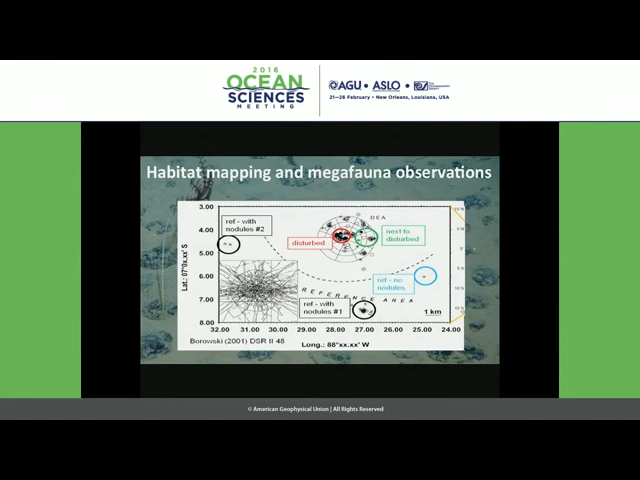 2016
OCEAN
SCIENCES
MEETING
AGU • ASLO •
21–26 February • New Orleans, Louisiana, USA
Habitat mapping and megafauna observations
3.00
4.00
5.00
6.00
7.00
8.00
Lat.: 07°0x.xx' S
ref - with
nodules #2
DEA
disturbed
next to
disturbed
ref - no
nodules
REFERENCE AREA
ref - with
nodules #1
1 km
32.00 31.00 30.00 29.00 28.00 27.00 26.00 25.00 24.00
Borowski (2001) DSR II 48
Long.: 88°xx.xx' W
© American Geophysical Union | All Rights Reserved